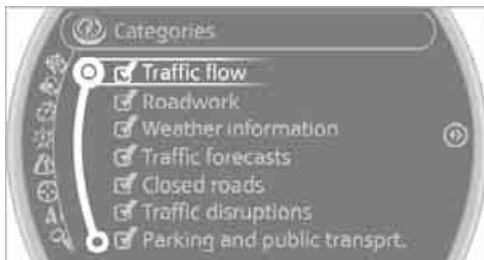 Categories
Traffic flow
Roadwork
Weather information
Traffic forecasts
Closed roads
Traffic disruptions
Parking and public transprt.